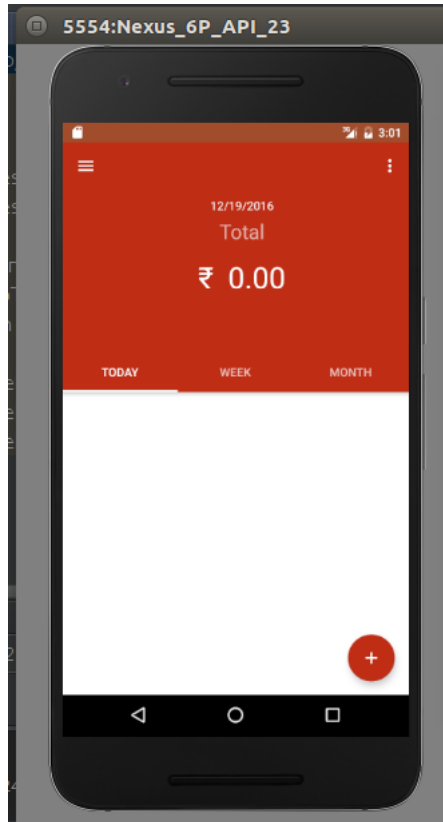 5554:Nexus_6P_API_23
3:01
12/19/2016
Total
₹ 0.00
TODAY
WEEK
MONTH
+